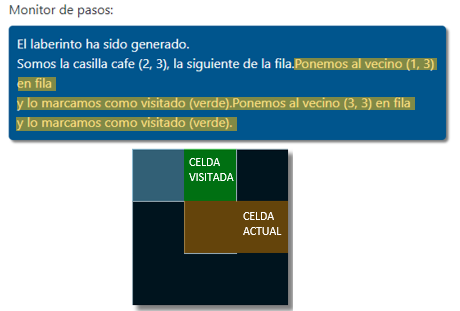 Monitor de pasos:
El laberinto ha sido generado.
Somos la casilla cafe (2, 3), la siguiente de la fila.Ponemos al vecino (1, 3)
en fila
y lo marcamos como visitado (verde).Ponemos al vecino (3, 3) en fila
y lo marcamos como visitado (verde).
CELDA
VISITADA
CELDA
ACTUAL